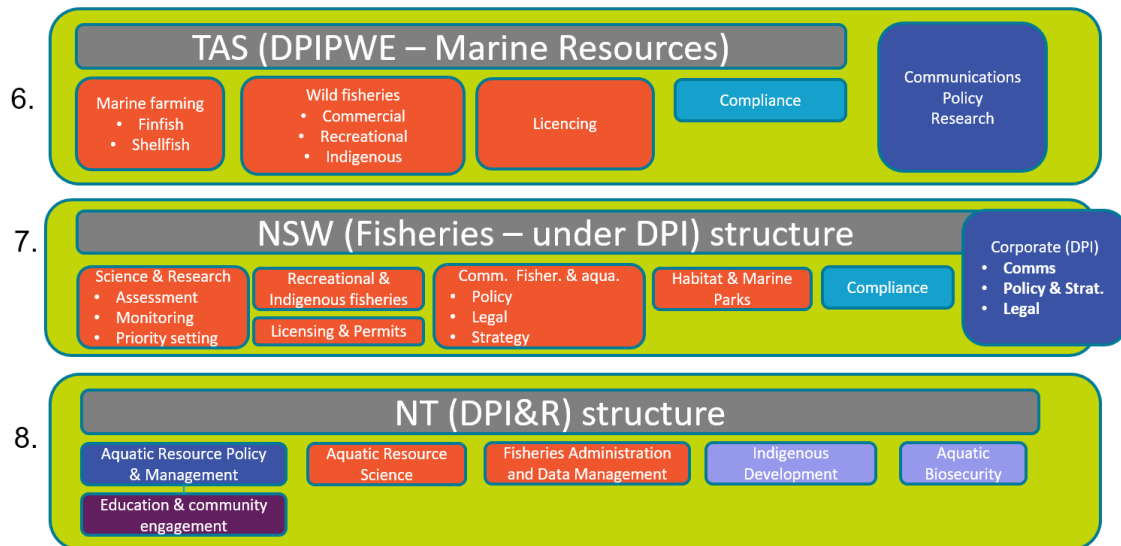 6.
TAS (DPIPWE – Marine Resources)
Marine farming
• Finfish
• Shellfish
Wild fisheries
• Commercial
• Recreational
• Indigenous
Licencing
Compliance
Communications
Policy
Research
7.
NSW (Fisheries – under DPI) structure
Science & Research
• Assessment
• Monitoring
• Priority setting
Recreational &
Indigenous fisheries
Licensing & Permits
Comm. Fisher. & aqua.
• Policy
• Legal
• Strategy
Habitat & Marine
Parks
Compliance
Corporate (DPI)
• Comms
• Policy & Strat.
• Legal
8.
NT (DPI&R) structure
Aquatic Resource Policy
& Management
Education & community
engagement
Aquatic Resource
Science
Fisheries Administration
and Data Management
Indigenous
Development
Aquatic
Biosecurity